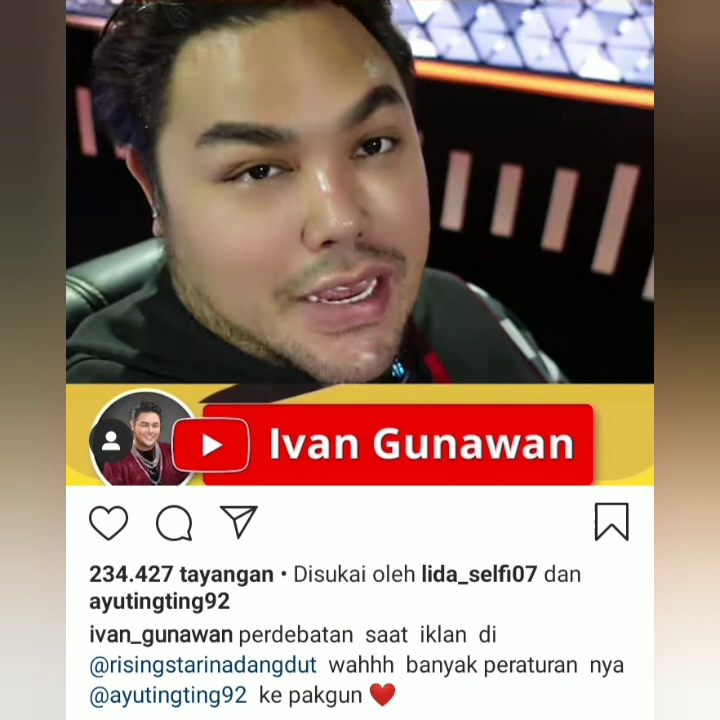 Ivan Gunawan
234.427 tayangan • Disukai oleh lida_selfi07 dan
ayutingting92
ivan_gunawan perdebatan saat iklan di
@risingstarinadangdut wahhh banyak peraturan nya
@ayutingting92 ke pakgun ❤️